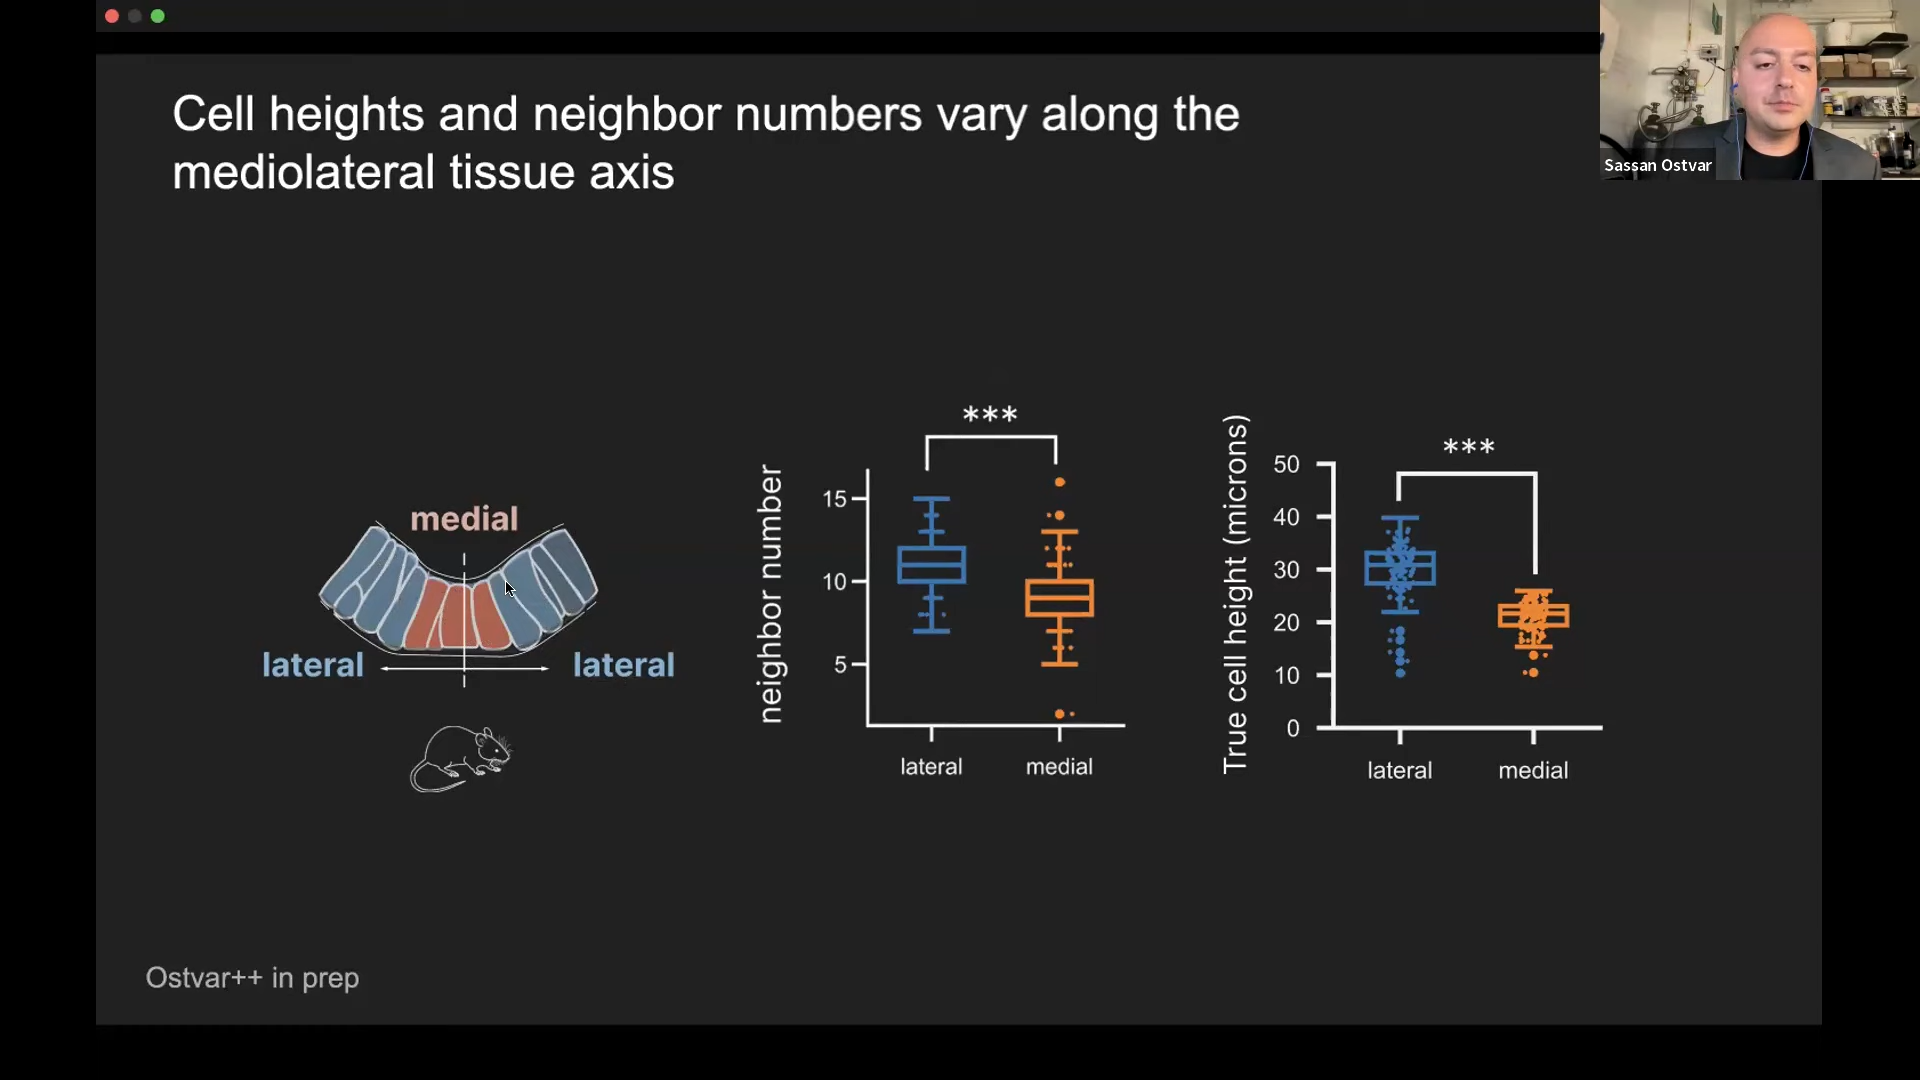 Sassan Ostvar
Cell heights and neighbor numbers vary along the
mediolateral tissue axis
medial
lateral
lateral
***
neighbor number
15
10
5
lateral
medial
***
True cell height (microns)
50
40
30
20
10
0
lateral
medial
Ostvar++ in prep